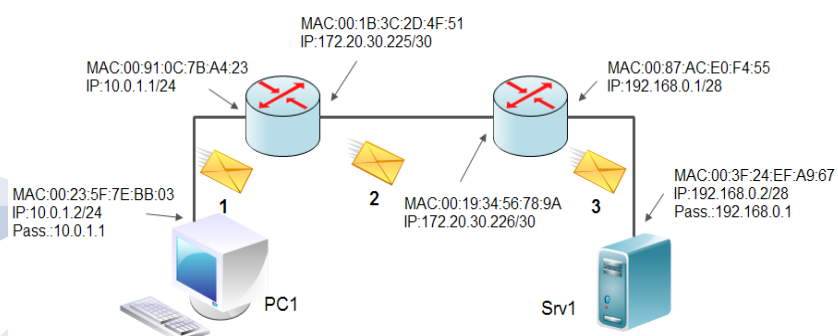 MAC:00:1B:3C:2D:4F:51
IP:172.20.30.225/30
MAC:00:91:0C:7B:A4:23
IP:10.0.1.1/24
MAC:00:87:AC:E0:F4:55
IP:192.168.0.1/28
MAC:00:23:5F:7E:BB:03
IP:10.0.1.2/24
Pass.:10.0.1.1
1
2
MAC:00:19:34:56:78:9A
IP:172.20.30.226/30
3
MAC:00:3F:24:EF:A9:67
IP:192.168.0.2/28
Pass.:192.168.0.1
PC1
Srv1